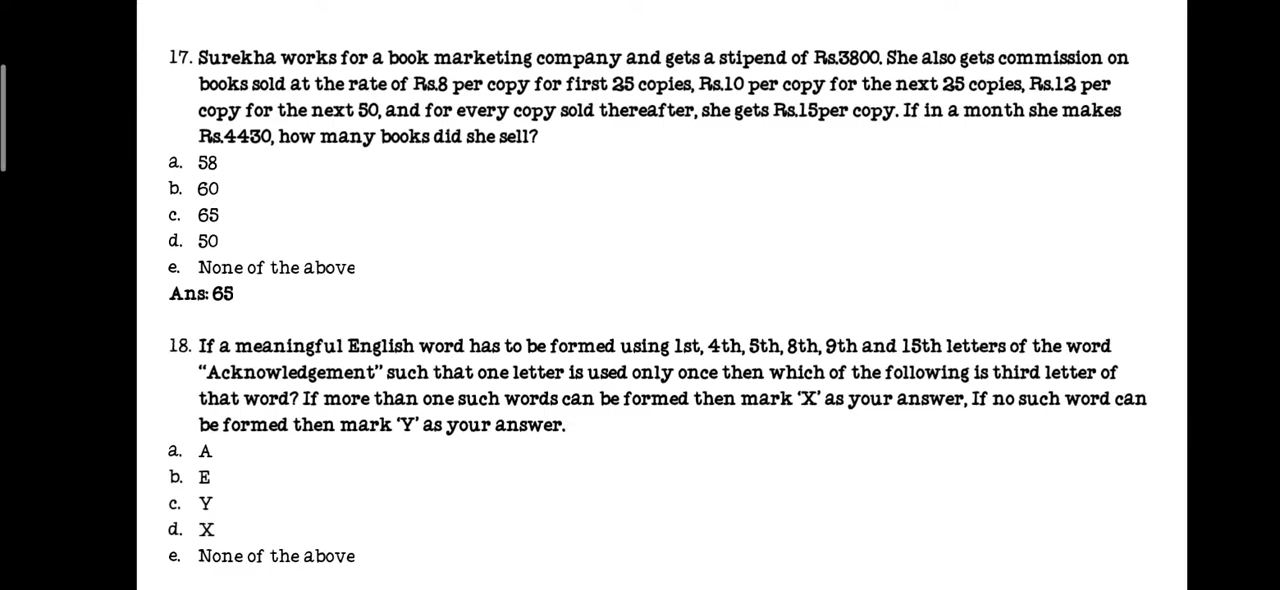 17. Surekha works for a book marketing company and gets a stipend of Rs.3800. She also gets commission on
books sold at the rate of Rs.8 per copy for first 25 copies, Rs.10 per copy for the next 25 copies, Rs.12 per
copy for the next 50, and for every copy sold thereafter, she gets Rs.15per copy. If in a month she makes
Rs.4430, how many books did she sell?
a. 58
b. 60
c. 65
d. 50
e. None of the above
Ans: 65
18. If a meaningful English word has to be formed using 1st, 4th, 5th, 8th, 9th and 15th letters of the word
“Acknowledgement” such that one letter is used only once then which of the following is third letter of
that word? If more than one such words can be formed then mark ‘X’ as your answer, If no such word can
be formed then mark ‘Y’ as your answer.
a. A
b. E
c. Y
d. X
e. None of the above